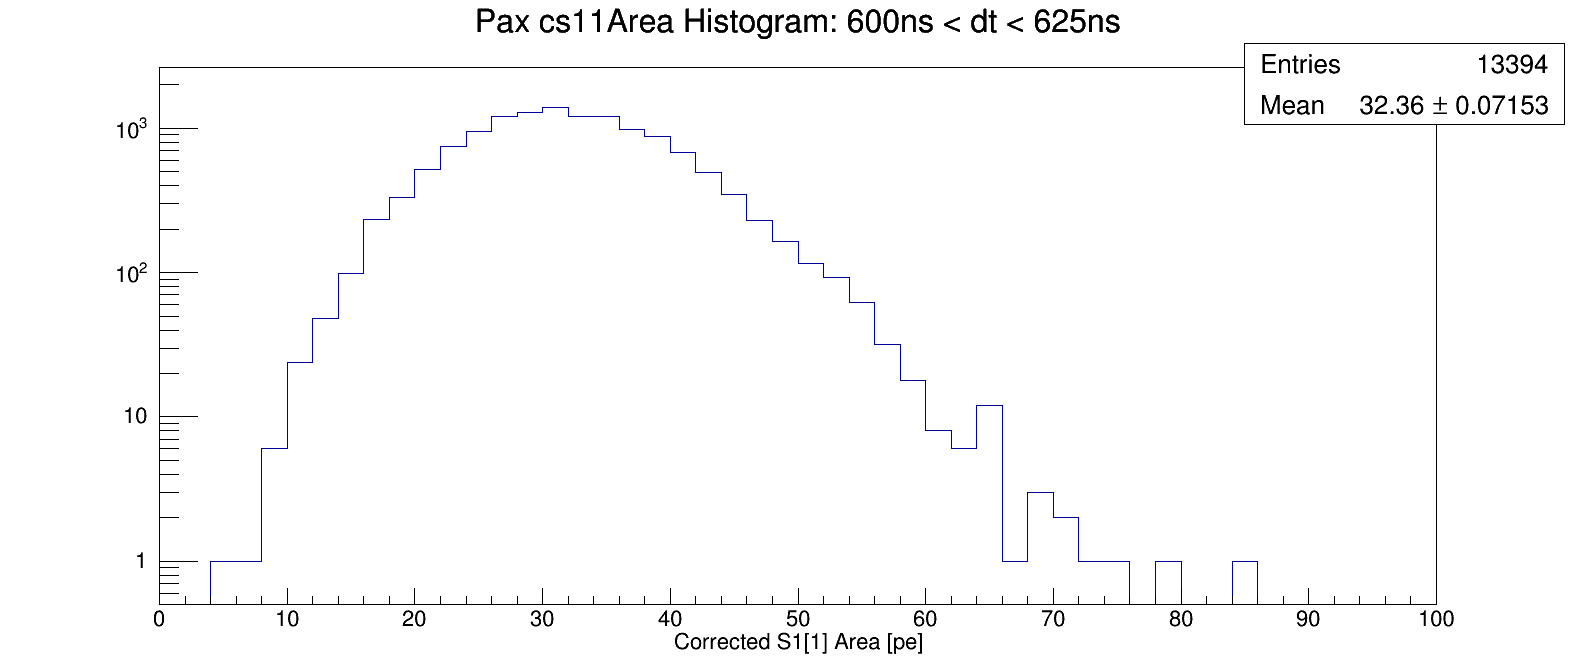 Pax cs11Area Histogram: 600ns < dt < 625ns
Entries 13394
Mean 32.36 ± 0.07153
10³
10²
10
1
0 10 20 30 40 50 60 70 80 90 100
Corrected S1[1] Area [pe]